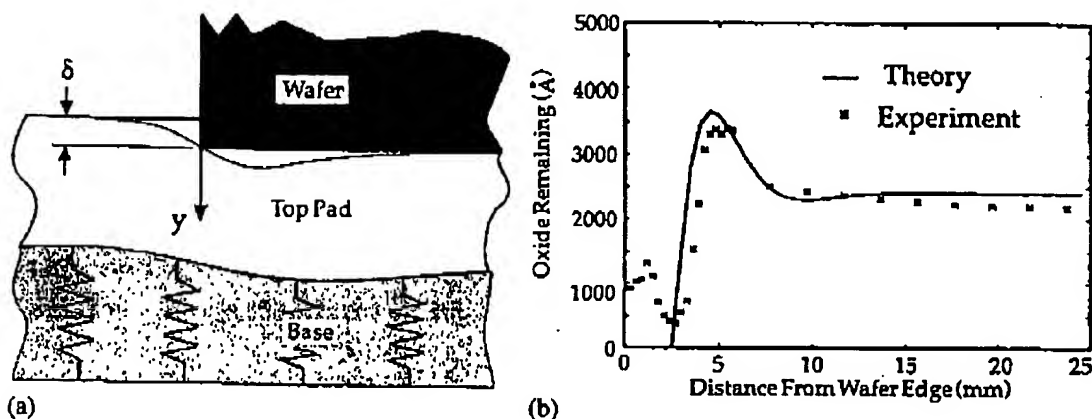 δ
Wafer
y
Top Pad
Base
(a)
Oxide Remaining (Å)
5000
4000
3000
2000
1000
0
Theory
Experiment
0 5 10 15 20 25
Distance From Wafer Edge (mm)
(b)